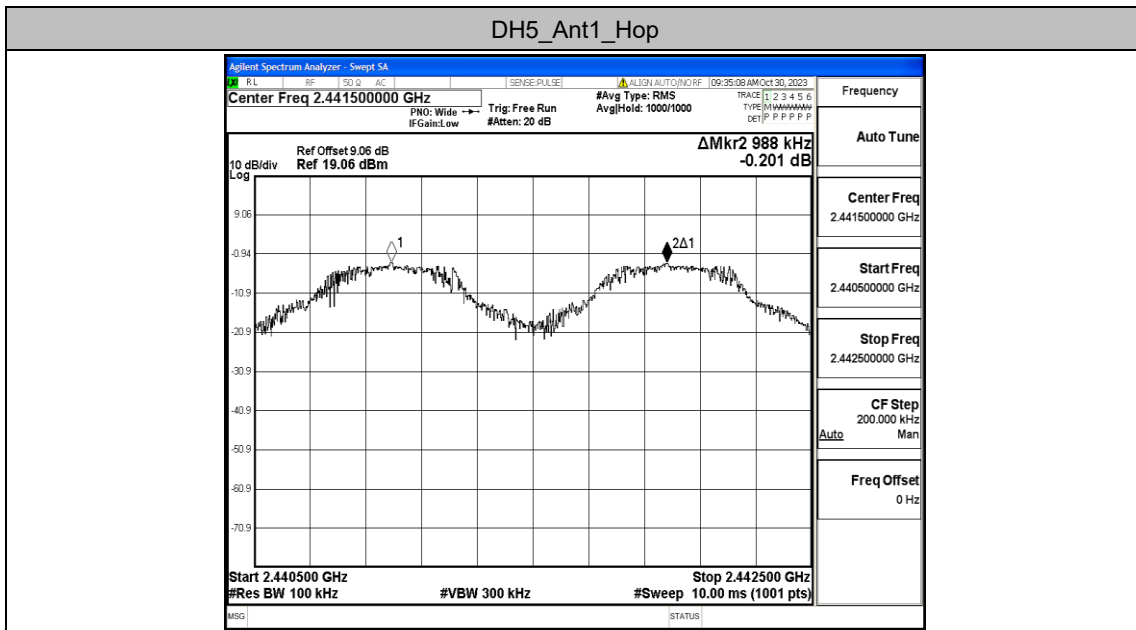 DH5_Ant1_Hop
Agilent Spectrum Analyzer - Swept SA
RL RF 50 Ω AC SENSE:PULSE ALIGN AUTO/NO RF 09:35:08 AM Oct 30, 2023
Center Freq 2.441500000 GHz
PNO: Wide
IFGain:Low
Trig: Free Run
#Atten: 20 dB
#Avg Type: RMS
Avg|Hold: 1000/1000
TRACE 1 2 3 4 5 6
TYPE M WWWWW
DET P P P P P P
Frequency
Auto Tune
Center Freq
2.441500000 GHz
Start Freq
2.440500000 GHz
Stop Freq
2.442500000 GHz
CF Step
200.000 kHz
Auto Man
Freq Offset
0 Hz
ΔMkr2 988 kHz
-0.201 dB
Ref Offset 9.06 dB
10 dB/div Ref 19.06 dBm
Log
9.06
-0.94
-10.9
-20.9
-30.9
-40.9
-50.9
-60.9
-70.9
1
2Δ1
Start 2.440500 GHz Stop 2.442500 GHz
#Res BW 100 kHz #VBW 300 kHz #Sweep 10.00 ms (1001 pts)
MSG STATUS